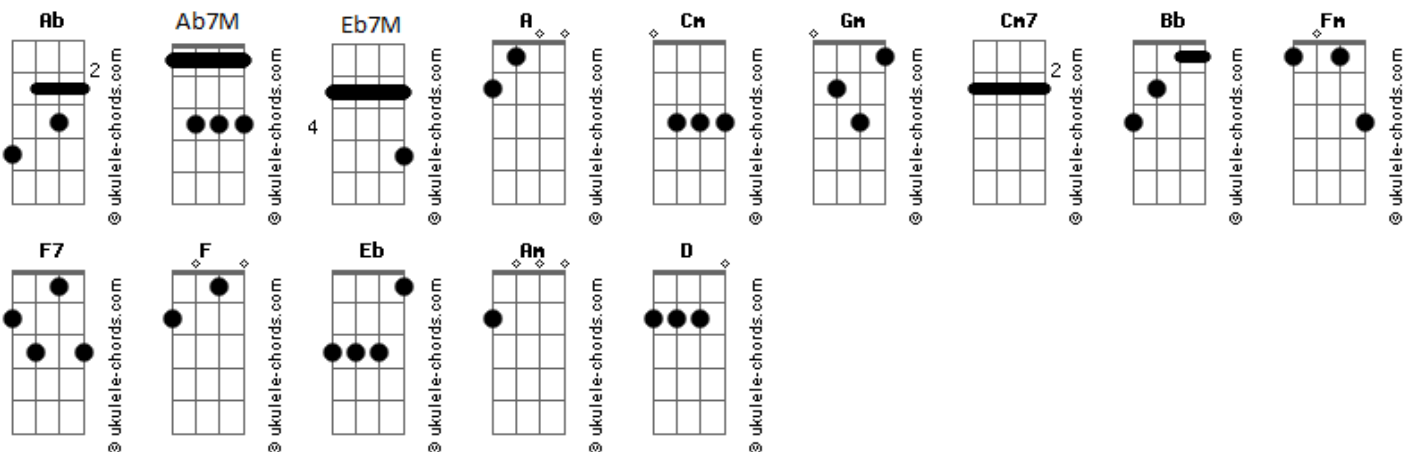 Ab Ab7M Eb7M A Cm Gm Cm7 Bb Fm
2 2
4
© ukulele-chords.com © ukulele-chords.com © ukulele-chords.com © ukulele-chords.com © ukulele-chords.com © ukulele-chords.com © ukulele-chords.com © ukulele-chords.com © ukulele-chords.com
F7 F Eb Am D
© ukulele-chords.com © ukulele-chords.com © ukulele-chords.com © ukulele-chords.com © ukulele-chords.com